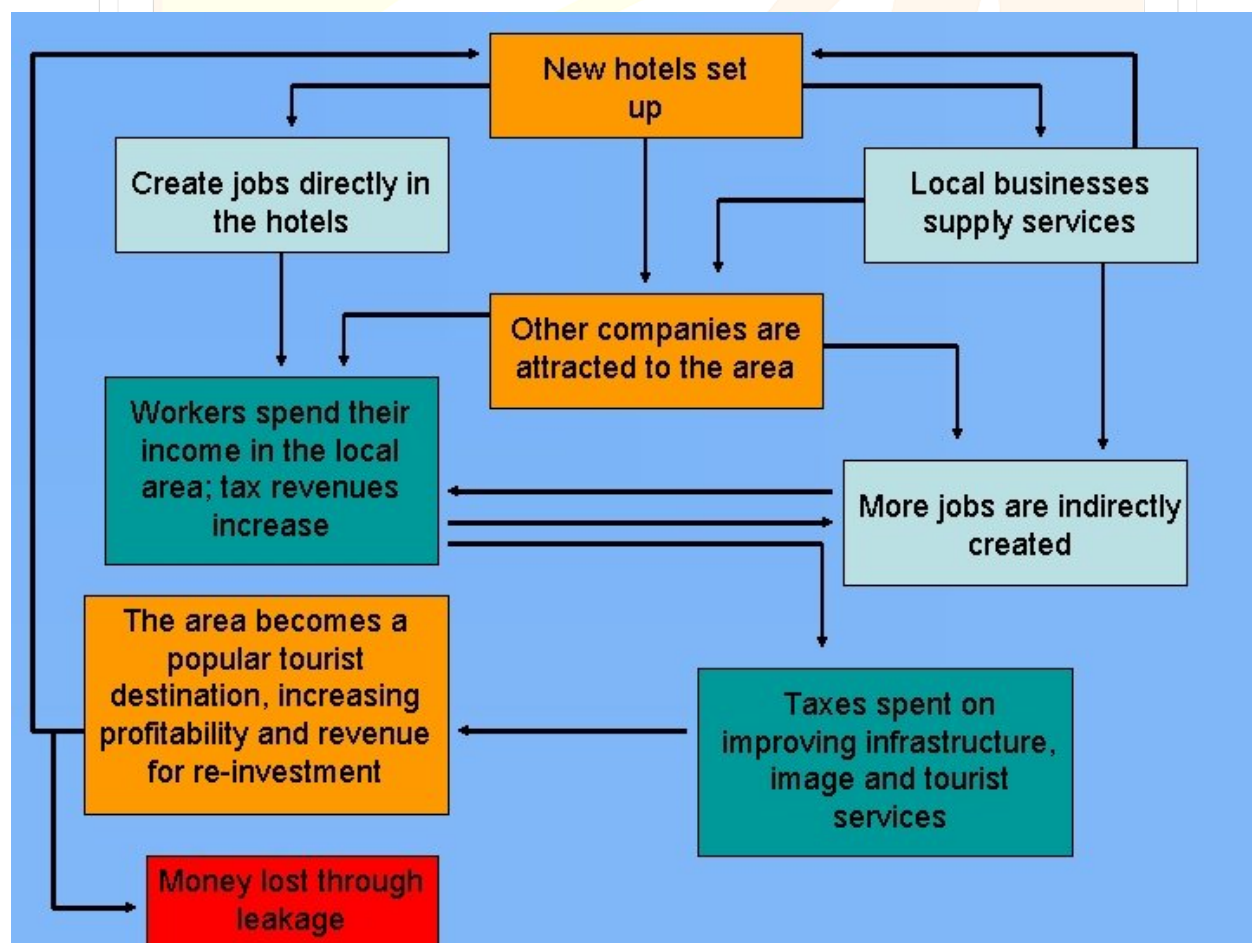 New hotels set
up
Create jobs directly in
the hotels
Local businesses
supply services
Other companies are
attracted to the area
Workers spend their
income in the local
area; tax revenues
increase
More jobs are indirectly
created
The area becomes a
popular tourist
destination, increasing
profitability and revenue
for re-investment
Taxes spent on
improving infrastructure,
image and tourist
services
Money lost through
leakage